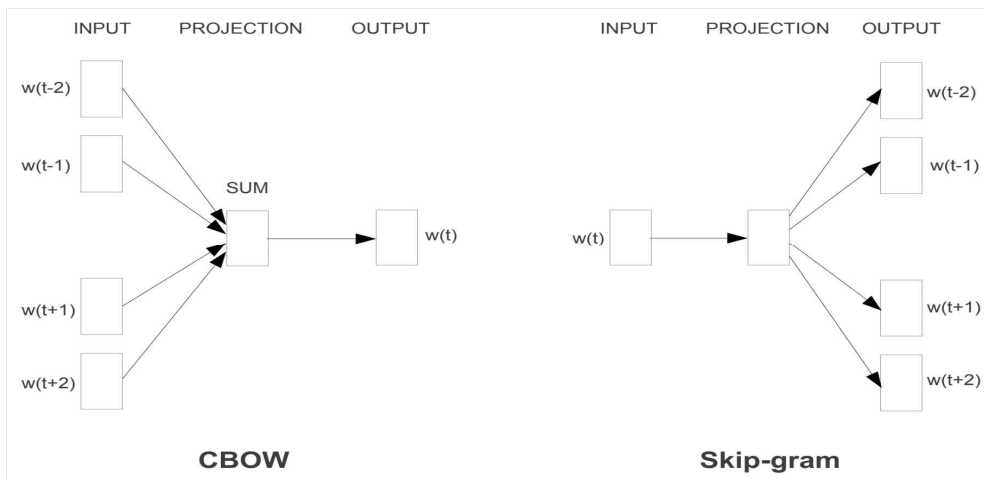 INPUT PROJECTION OUTPUT
w(t-2)
w(t-1)
SUM
w(t)
w(t+1)
w(t+2)
CBOW
INPUT PROJECTION OUTPUT
w(t-2)
w(t-1)
w(t)
w(t+1)
w(t+2)
Skip-gram